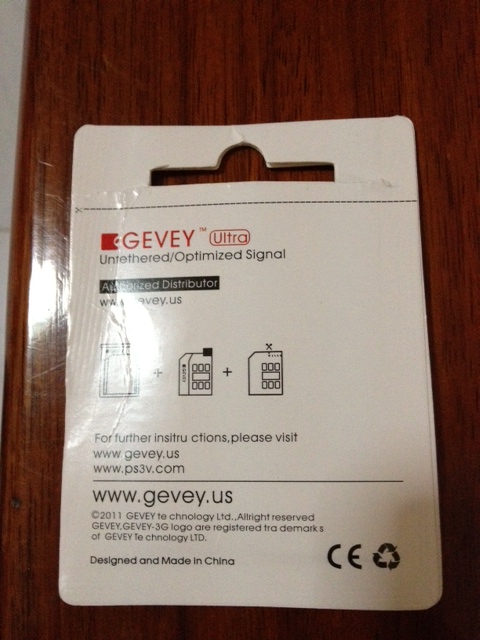 GEVEY™ Ultra
Untethered/Optimized Signal
Authorized Distributor
www.gevey.us
GEVEY
+ +
For further insitru ctions,please visit
www.gevey.us
www.ps3v.com
www.gevey.us
©2011 GEVEY te chnology Ltd.,Allright reserved
GEVEY,GEVEY-3G logo are registered tra demark s
of GEVEY Te chnology LTD.
Designed and Made In China
CE